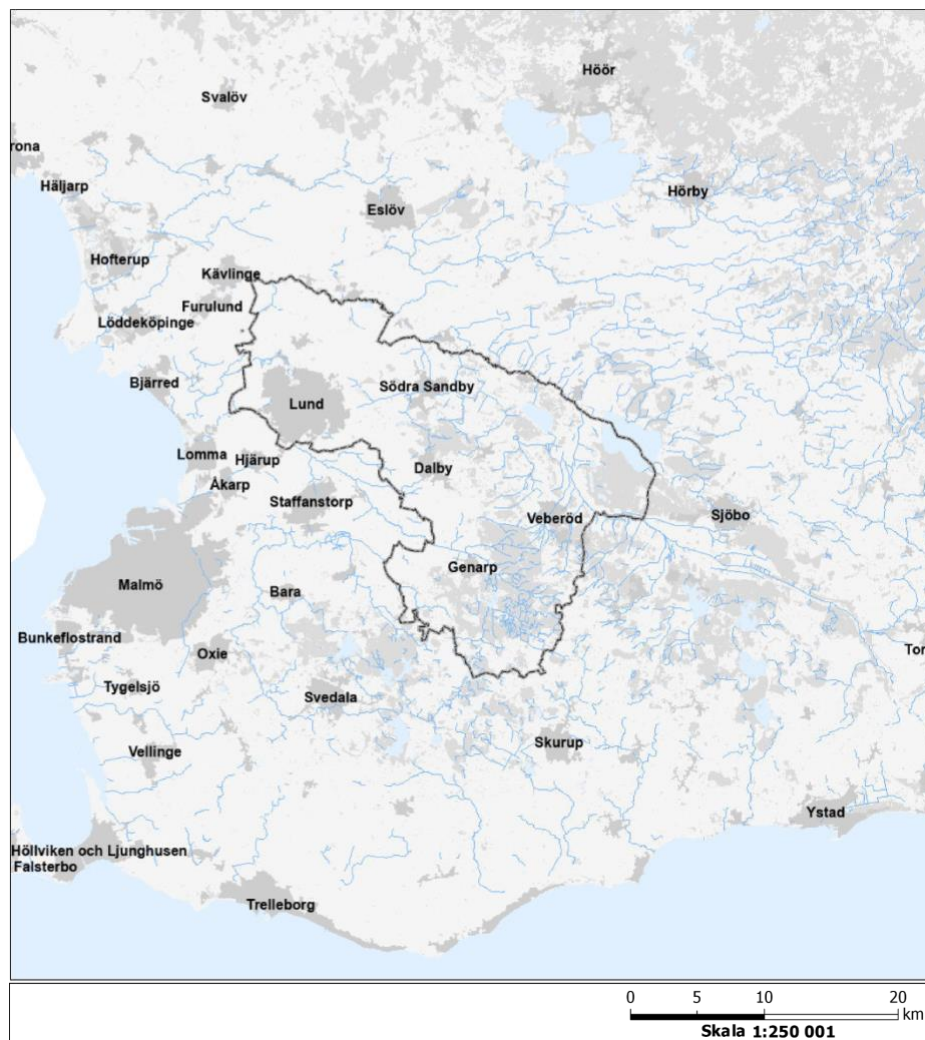 Höör
Svalöv
rona
Häljarp
Hörby
Eslöv
Hofterup
Kävlinge
Furulund
Löddeköpinge
Bjärred
Södra Sandby
Lund
Lomma
Hjärup
Dalby
Åkarp
Staffanstorp
Veberöd
Sjöbo
Genarp
Malmö
Bara
Bunkeflostrand
Oxie
Tor
Tygelsjö
Svedala
Vellinge
Skurup
Ystad
Höllviken och Ljunghusen
Falsterbo
Trelleborg
0 5 10 20
km
Skala 1:250 001